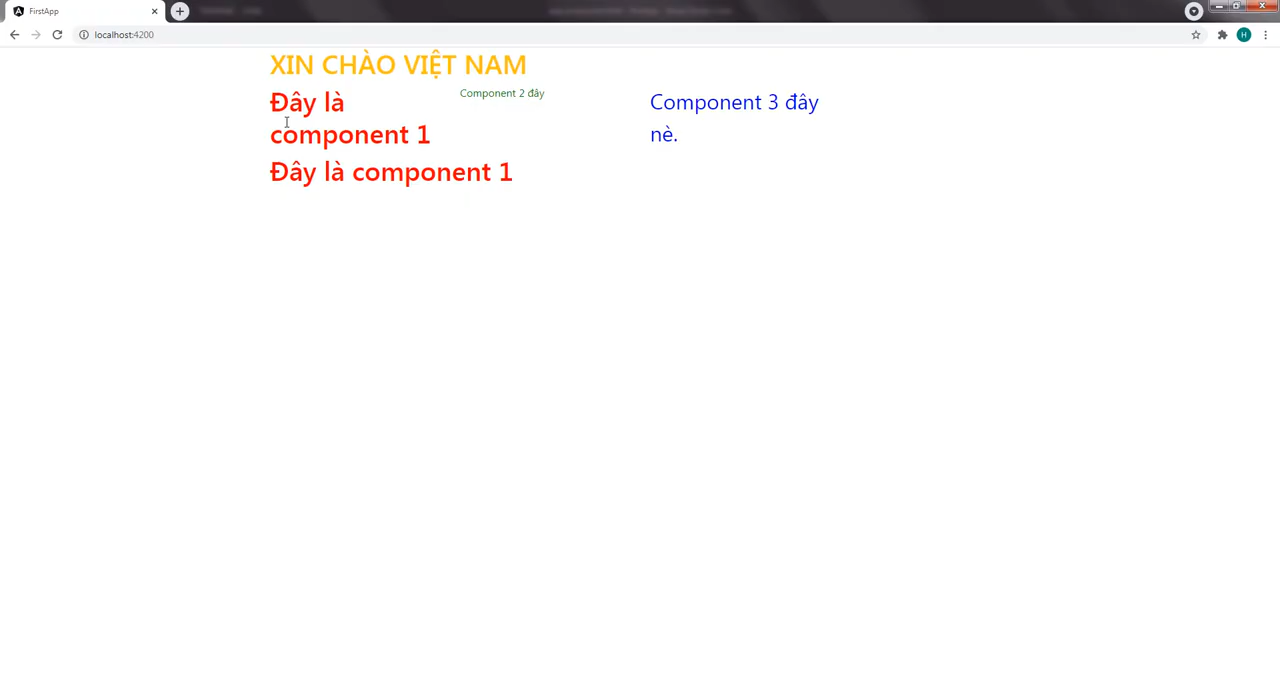 FirstApp
localhost:4200
H
XIN CHÀO VIỆT NAM
Đây là
component 1
Component 2 đây
Component 3 đây
nè.
Đây là component 1